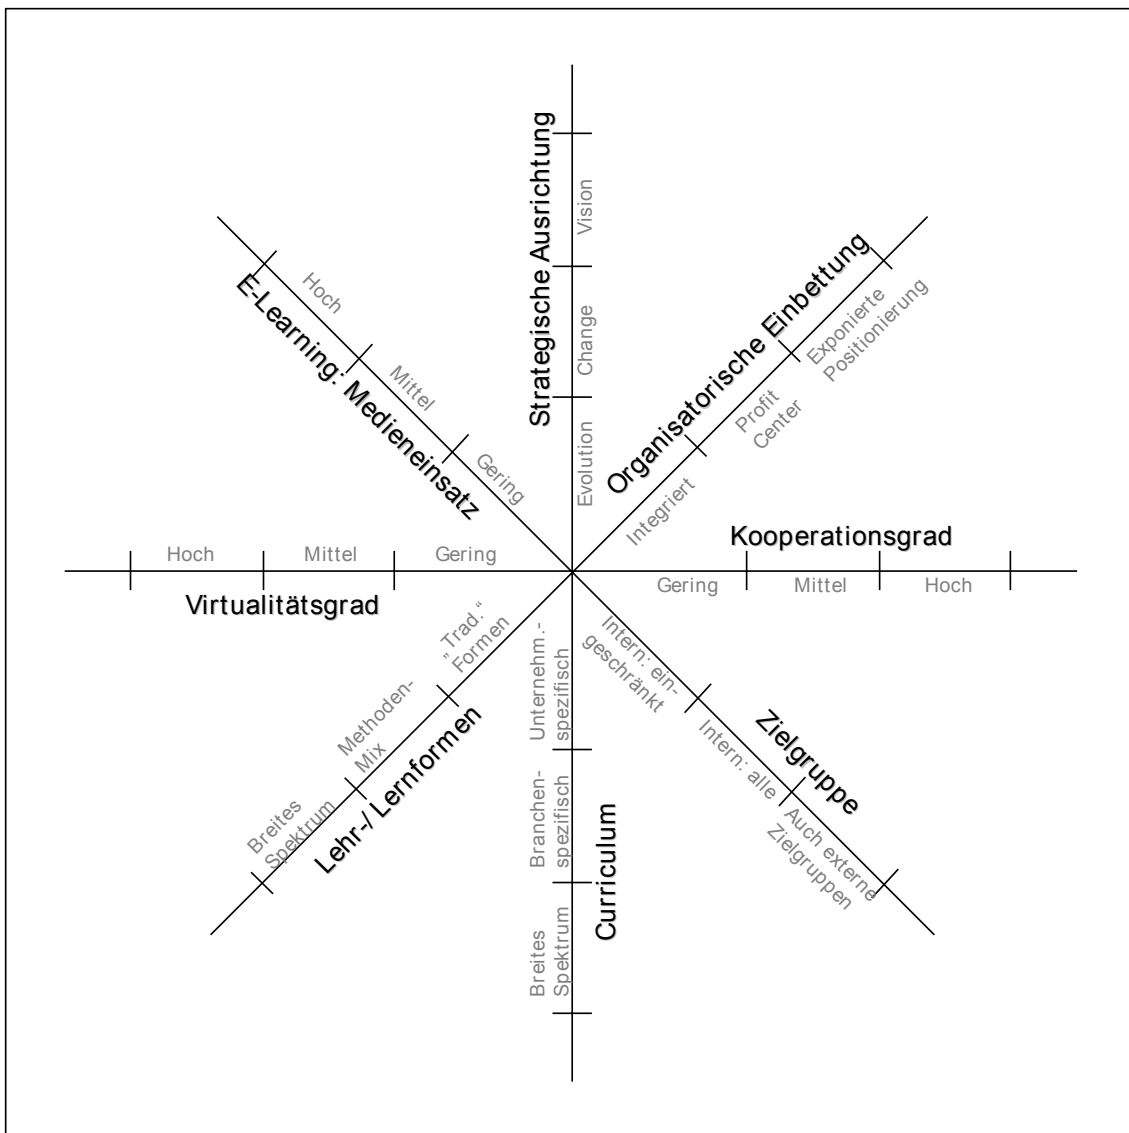 Strategische Ausrichtung
Vision
Change
Evolution
Organisatorische Einbettung
Exponierte
Positionierung
Profit
Center
Integriert
Kooperationsgrad
Gering
Mittel
Hoch
Zielgruppe
Intern: ein-
geschränkt
Intern: alle
Auch externe
Zielgruppen
Curriculum
Unternehm.-
spezifisch
Branchen-
spezifisch
Breites
Spektrum
Lehr-/ Lernformen
„Trad.“
Formen
Methoden-
Mix
Breites
Spektrum
Virtualitätsgrad
Hoch
Mittel
Gering
E-Learning: Medieneinsatz
Hoch
Mittel
Gering